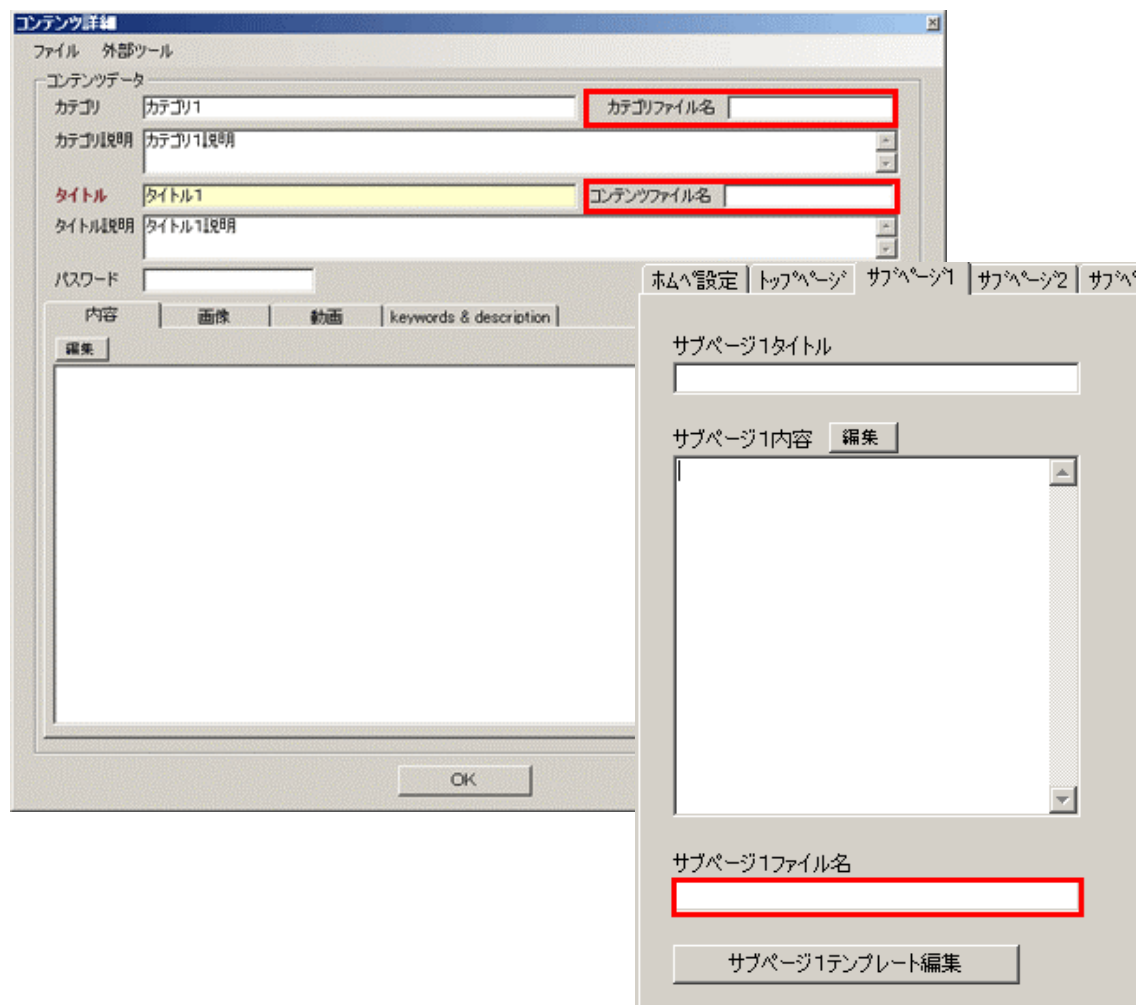 コンテンツ詳細
ファイル 外部ツール
コンテンツデータ
カテゴリ カテゴリ1 カテゴリファイル名
カテゴリ説明 カテゴリ1説明
タイトル タイトル1 コンテンツファイル名
タイトル説明 タイトル1説明
パスワード
内容 画像 動画 keywords & description
編集
OK
ホムペ設定 トップページ サブページ1 サブページ2 サブペ
サブページ1タイトル
サブページ1内容 編集
サブページ1ファイル名
サブページ1テンプレート編集